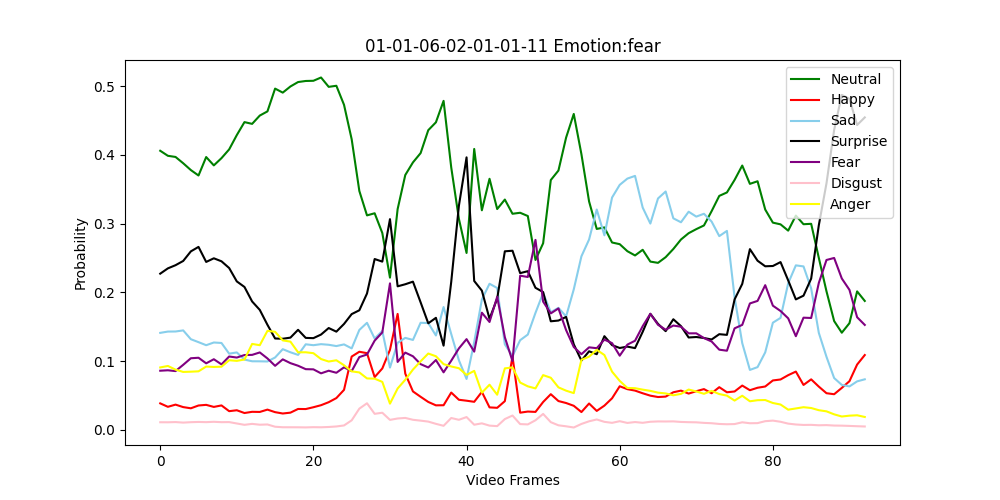 01-01-06-02-01-01-11 Emotion:fear
Neutral
Happy
Sad
Surprise
Fear
Disgust
Anger
Probability
0.5
0.4
0.3
0.2
0.1
0.0
0 20 40 60 80
Video Frames